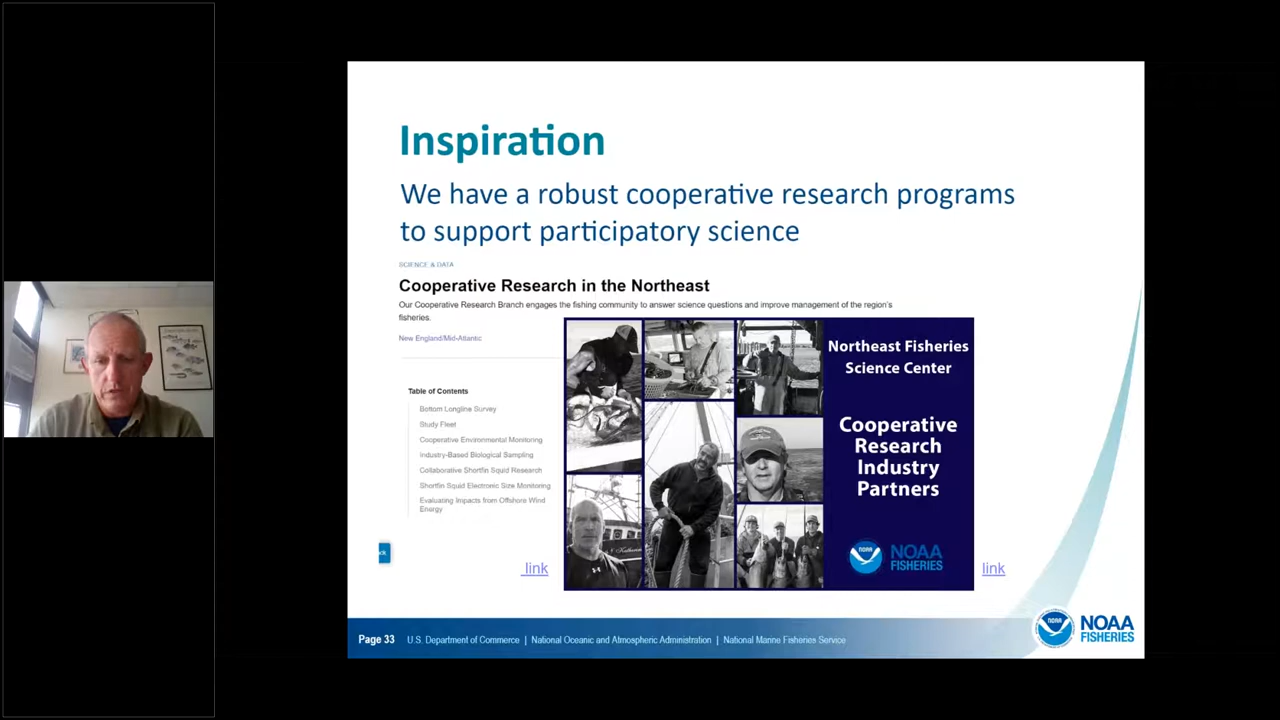 Inspiration
We have a robust cooperative research programs
to support participatory science
SCIENCE & DATA
Cooperative Research in the Northeast
Our Cooperative Research Branch engages the fishing community to answer science questions and improve management of the region's
fisheries.
New England/Mid-Atlantic
Table of Contents
Bottom Longline Survey
Study Fleet
Cooperative Environmental Monitoring
Industry-Based Biological Sampling
Collaborative Shortfin Squid Research
Shortfin Squid Electronic Size Monitoring
Evaluating Impacts from Offshore Wind
Energy
link
Northeast Fisheries
Science Center
Cooperative
Research
Industry
Partners
NOAA
NOAA
FISHERIES
link
Page 33 U.S. Department of Commerce | National Oceanic and Atmospheric Administration | National Marine Fisheries Service
NOAA
NOAA
FISHERIES